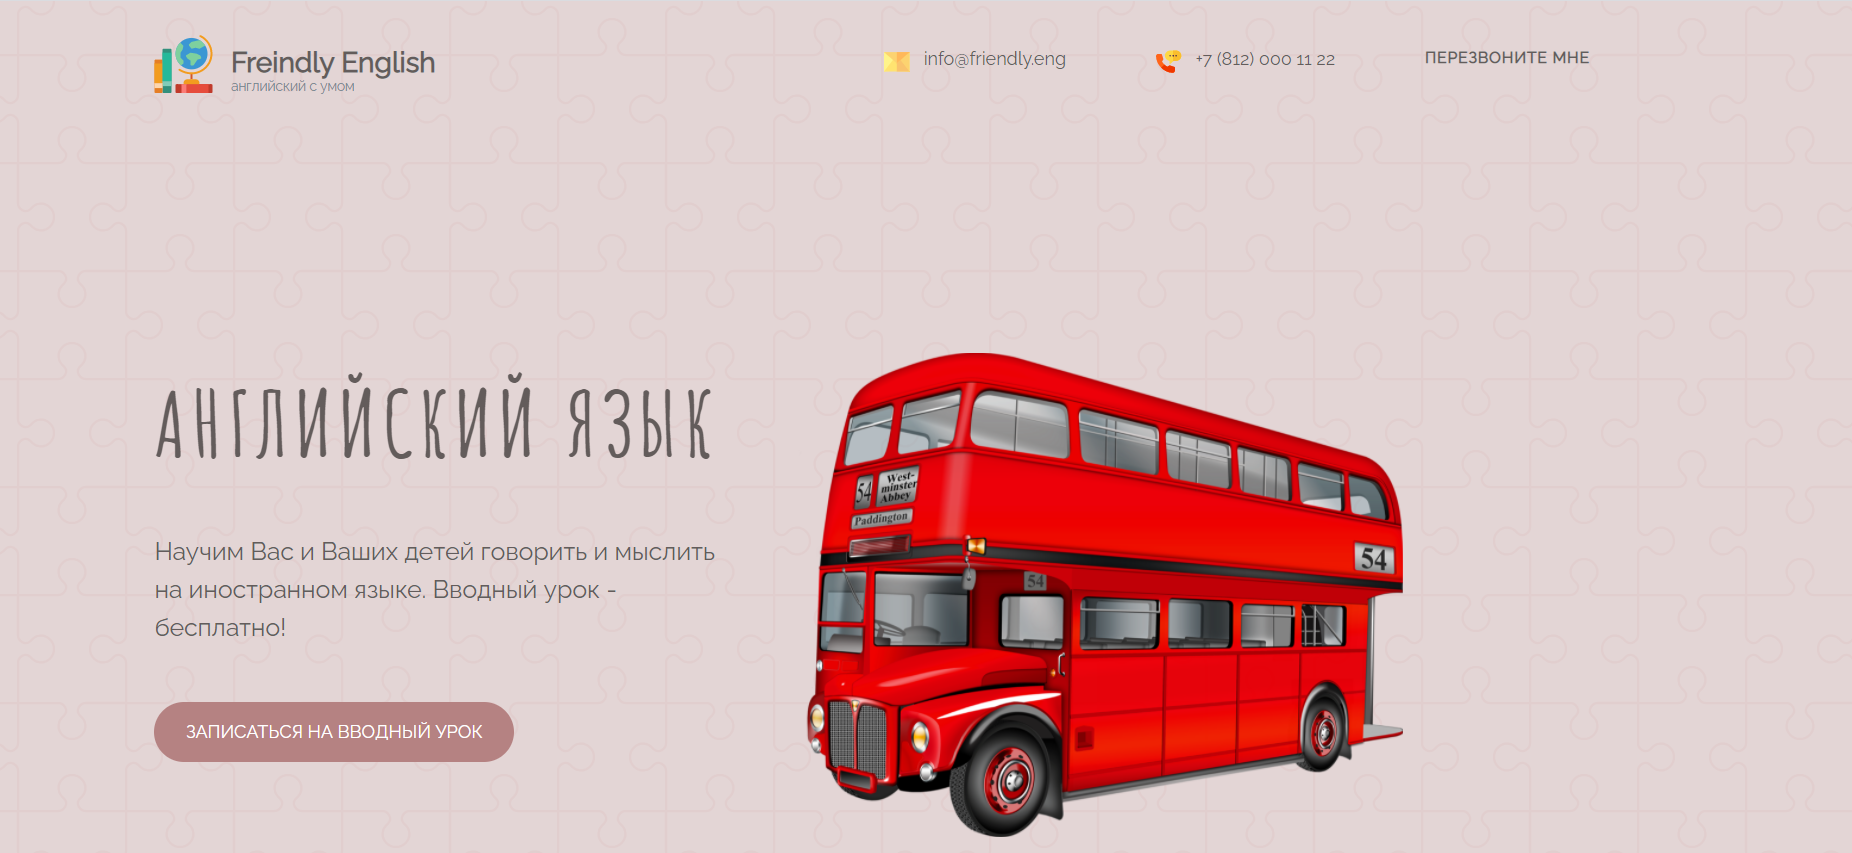 Freindly English
английский с умом
info@friendly.eng
+7 (812) 000 11 22
ПЕРЕЗВОНИТЕ МНЕ
АНГЛИЙСКИЙ ЯЗЫК
Научим Вас и Ваших детей говорить и мыслить
на иностранном языке. Вводный урок -
бесплатно!
ЗАПИСАТЬСЯ НА ВВОДНЫЙ УРОК
54
West-
minster
Abbey
Paddington
54
54